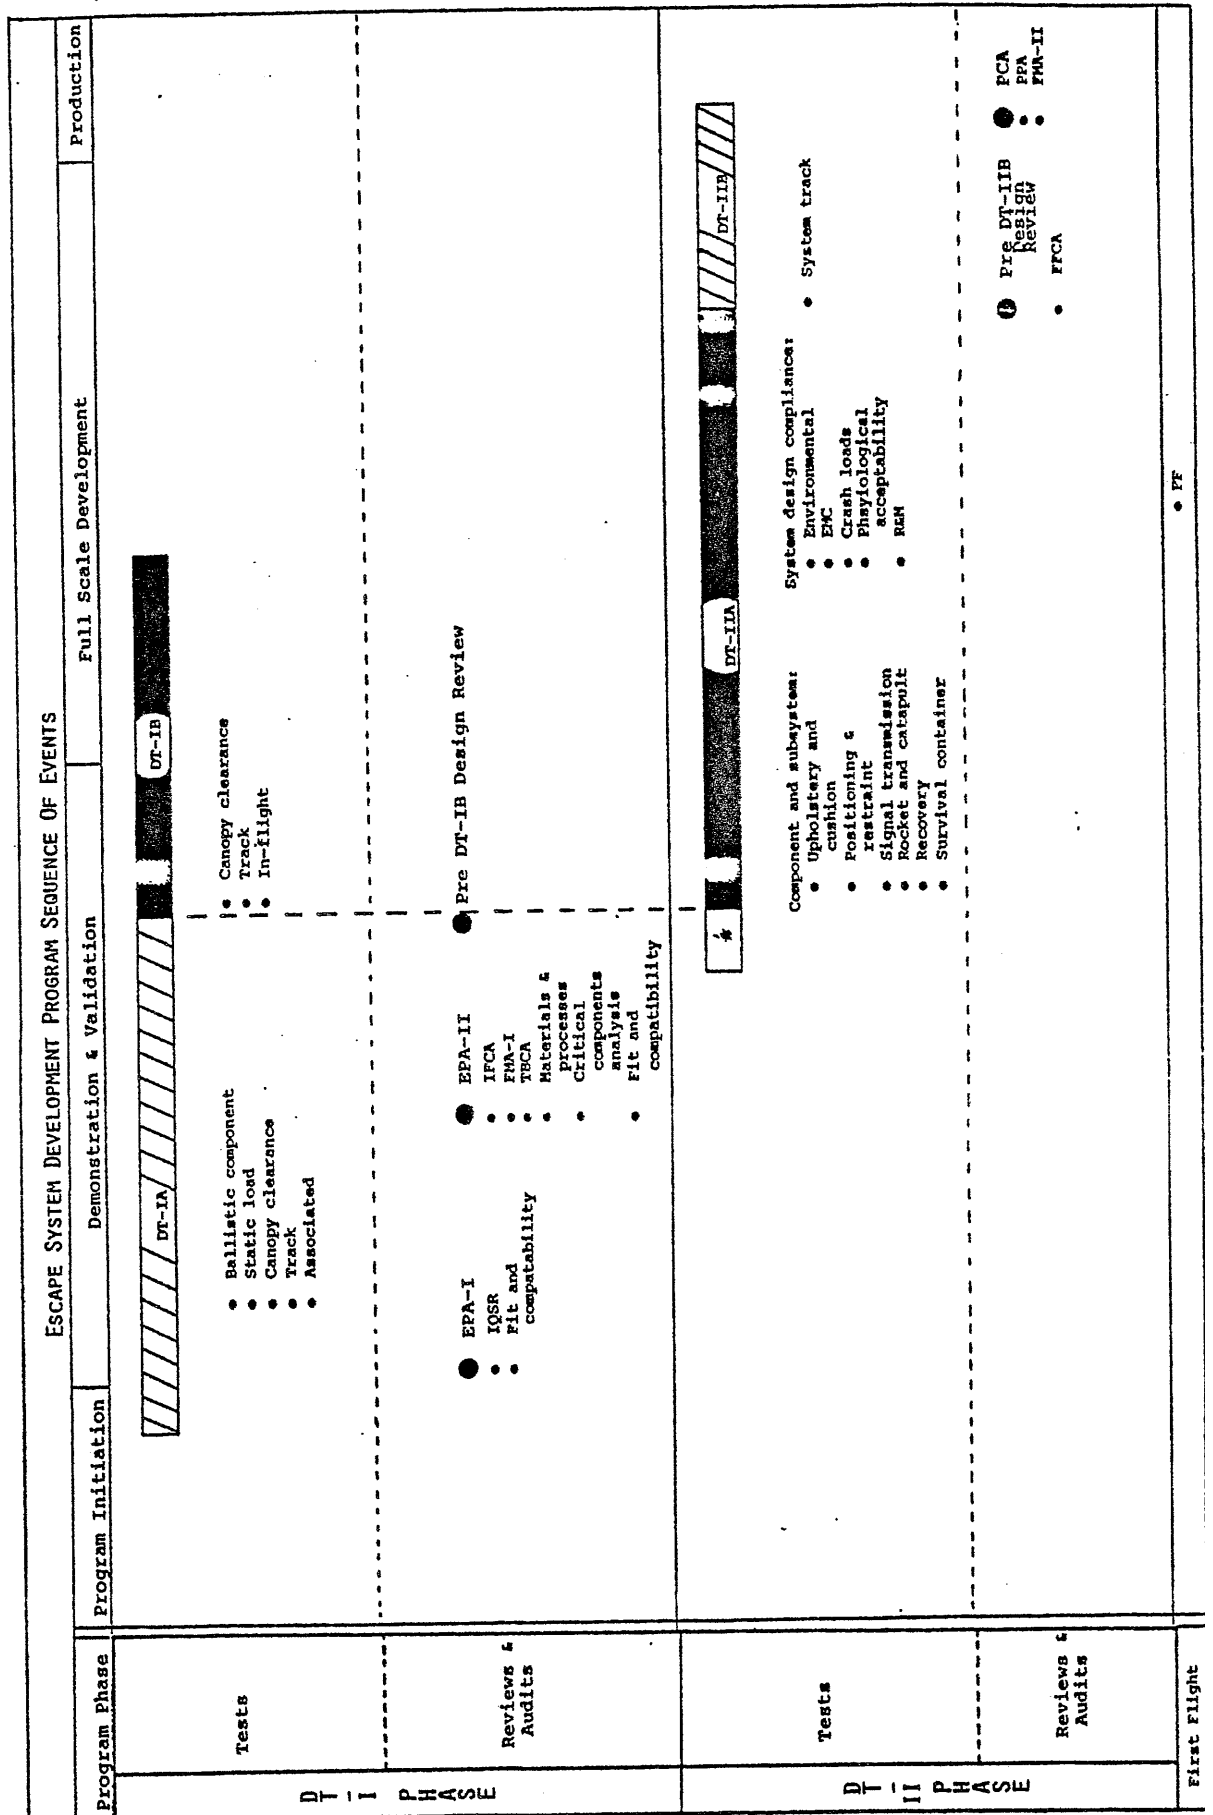 ESCAPE SYSTEM DEVELOPMENT PROGRAM SEQUENCE OF EVENTS
Program Phase
Program Initiation
Demonstration & Validation
Full Scale Development
Production
DT-I PHASE
Tests
DT-IA
DT-IB
• Ballistic component
• Static load
• Canopy clearance
• Track
• Associated
• Canopy clearance
• Track
• In-flight
Reviews &
Audits
● EPA-I
• IQSR
• Fit and
compatability
● EPA-II
• IFCA
• FMA-I
• TBCA
• Materials &
processes
• Critical
components
analysis
• Fit and
compatibility
● Pre DT-IB Design Review
DT-II PHASE
Tests
*
DT-IIA
DT-IIB
Component and subsystem:
• Upholstery and
cushion
• Positioning &
restraint
• Signal transmission
• Rocket and catapult
• Recovery
• Survival container
System design compliance:
• Environmental
• EMC
• Crash loads
• Phsyiological
acceptability
• R&M
• System track
Reviews &
Audits
● Pre DT-IIB
Design
Review
• FFCA
● PCA
• PPA
• FMA-II
First Flight
• FF